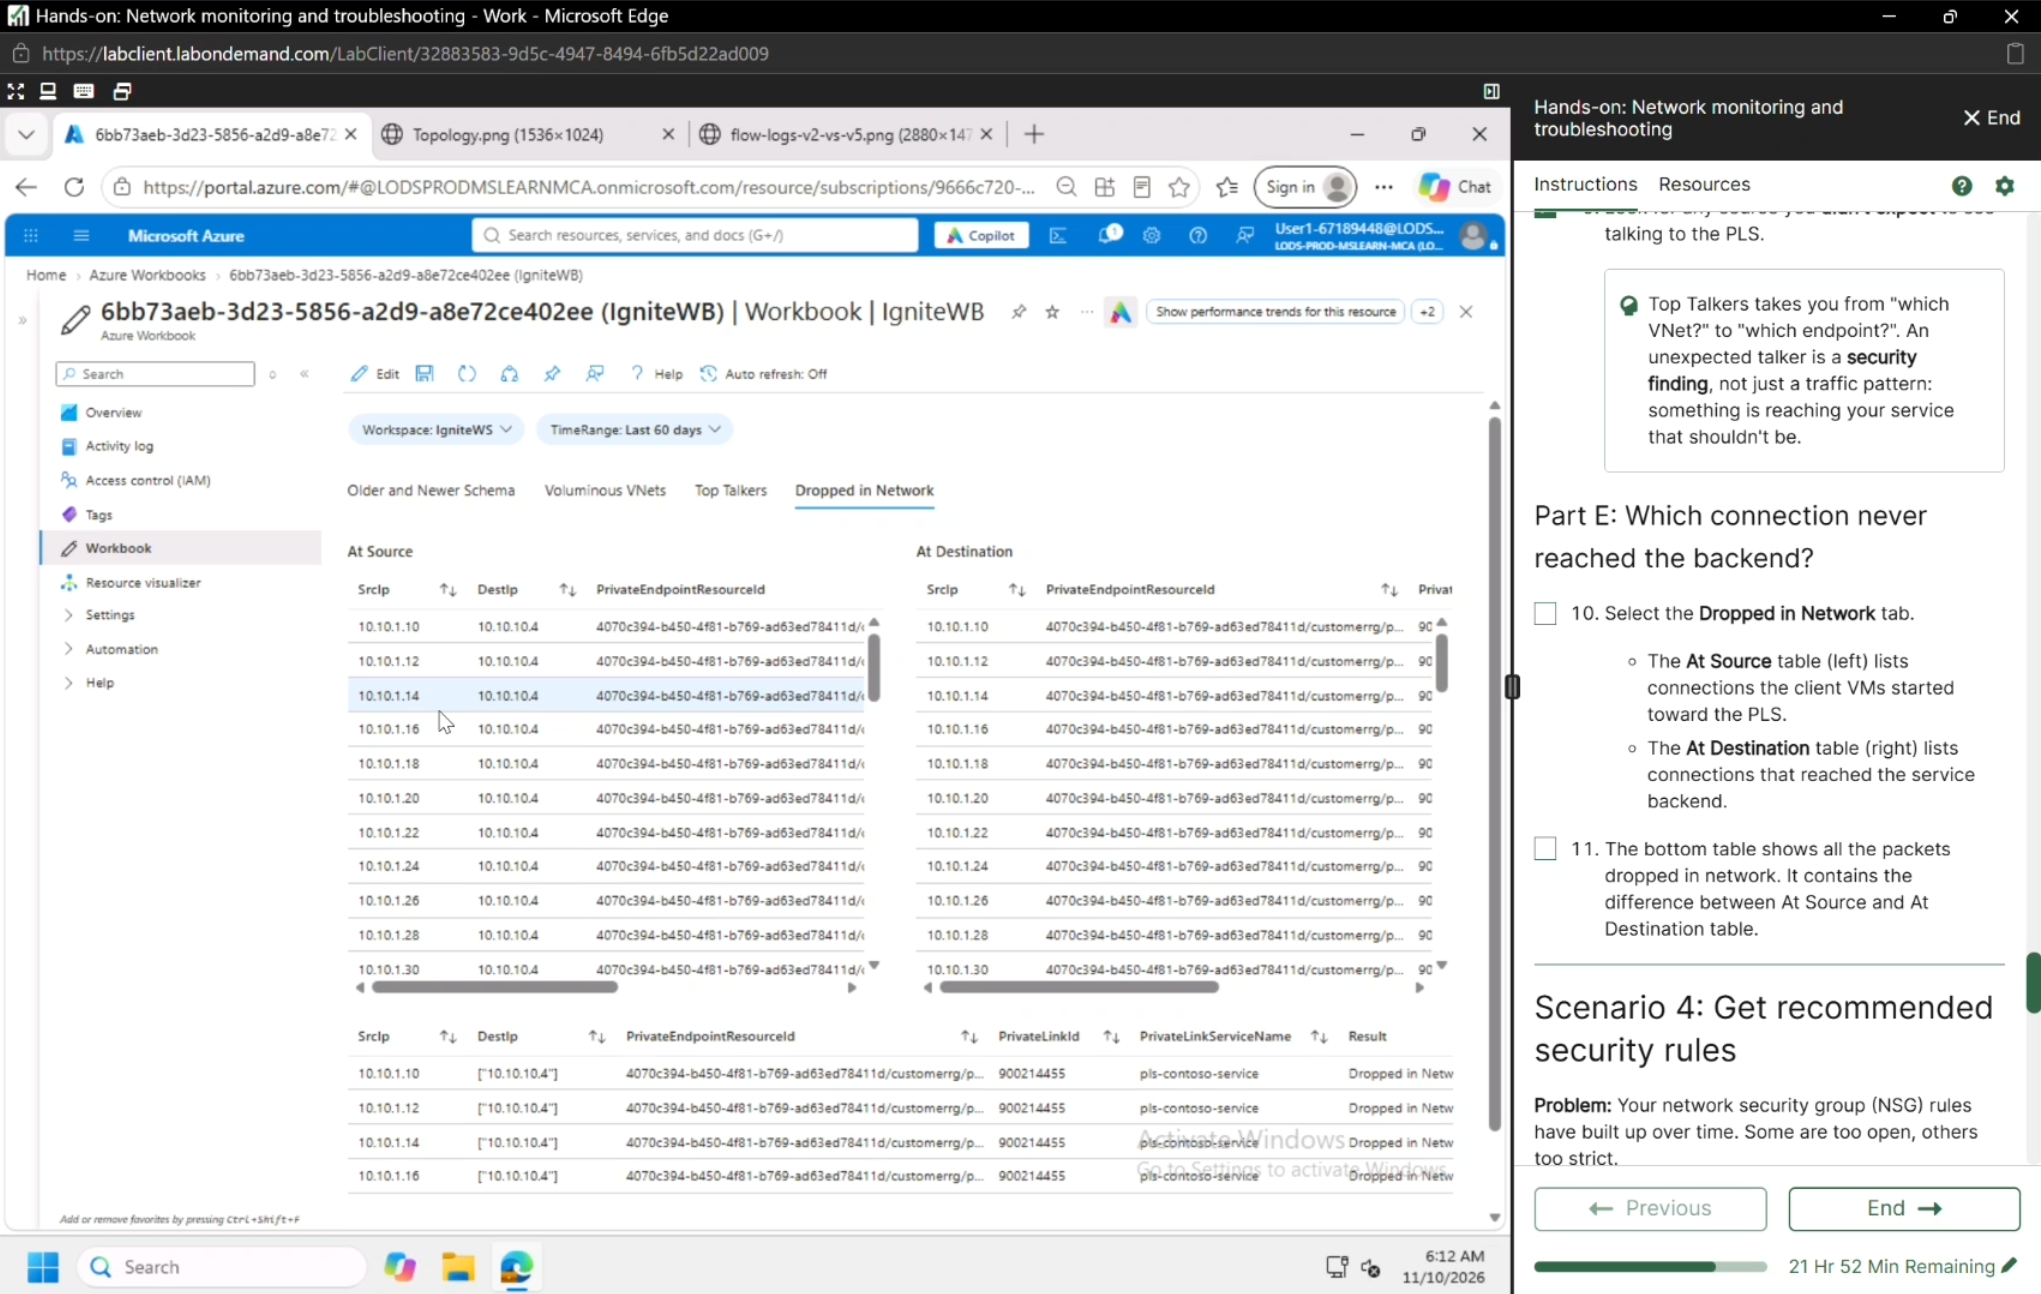 Hands-on: Network monitoring and troubleshooting - Work - Microsoft Edge
https://labclient.labondemand.com/LabClient/32883583-9d5c-4947-8494-6fb5d22ad009
6bb73aeb-3d23-5856-a2d9-a8e72
Topology.png (1536×1024)
flow-logs-v2-vs-v5.png (2880×147
https://portal.azure.com/#@LODSPRODMSLEARNMCA.onmicrosoft.com/resource/subscriptions/9666c720-...
Sign in
Chat
Microsoft Azure
Search resources, services, and docs (G+/)
Copilot
1
User1-67189448@LODS...
LODS-PROD-MSLEARN-MCA (LO...
Home > Azure Workbooks > 6bb73aeb-3d23-5856-a2d9-a8e72ce402ee (IgniteWB)
6bb73aeb-3d23-5856-a2d9-a8e72ce402ee (IgniteWB) | Workbook | IgniteWB
Azure Workbook
Show performance trends for this resource
+2
Search
Overview
Activity log
Access control (IAM)
Tags
Workbook
Resource visualizer
Settings
Automation
Help
Add or remove favorites by pressing Ctrl+Shift+F
Edit
Help
Auto refresh: Off
Workspace: IgniteWS
TimeRange: Last 60 days
Older and Newer Schema
Voluminous VNets
Top Talkers
Dropped in Network
At Source
SrcIp DestIp PrivateEndpointResourceId
10.10.1.10 10.10.10.4 4070c394-b450-4f81-b769-ad63ed78411d/
10.10.1.12 10.10.10.4 4070c394-b450-4f81-b769-ad63ed78411d/
10.10.1.14 10.10.10.4 4070c394-b450-4f81-b769-ad63ed78411d/
10.10.1.16 10.10.10.4 4070c394-b450-4f81-b769-ad63ed78411d/
10.10.1.18 10.10.10.4 4070c394-b450-4f81-b769-ad63ed78411d/
10.10.1.20 10.10.10.4 4070c394-b450-4f81-b769-ad63ed78411d/
10.10.1.22 10.10.10.4 4070c394-b450-4f81-b769-ad63ed78411d/
10.10.1.24 10.10.10.4 4070c394-b450-4f81-b769-ad63ed78411d/
10.10.1.26 10.10.10.4 4070c394-b450-4f81-b769-ad63ed78411d/
10.10.1.28 10.10.10.4 4070c394-b450-4f81-b769-ad63ed78411d/
10.10.1.30 10.10.10.4 4070c394-b450-4f81-b769-ad63ed78411d/
At Destination
SrcIp PrivateEndpointResourceId Privat
10.10.1.10 4070c394-b450-4f81-b769-ad63ed78411d/customerrg/p... 90
10.10.1.12 4070c394-b450-4f81-b769-ad63ed78411d/customerrg/p... 90
10.10.1.14 4070c394-b450-4f81-b769-ad63ed78411d/customerrg/p... 90
10.10.1.16 4070c394-b450-4f81-b769-ad63ed78411d/customerrg/p... 90
10.10.1.18 4070c394-b450-4f81-b769-ad63ed78411d/customerrg/p... 90
10.10.1.20 4070c394-b450-4f81-b769-ad63ed78411d/customerrg/p... 90
10.10.1.22 4070c394-b450-4f81-b769-ad63ed78411d/customerrg/p... 90
10.10.1.24 4070c394-b450-4f81-b769-ad63ed78411d/customerrg/p... 90
10.10.1.26 4070c394-b450-4f81-b769-ad63ed78411d/customerrg/p... 90
10.10.1.28 4070c394-b450-4f81-b769-ad63ed78411d/customerrg/p... 90
10.10.1.30 4070c394-b450-4f81-b769-ad63ed78411d/customerrg/p... 90
SrcIp DestIp PrivateEndpointResourceId PrivateLinkId PrivateLinkServiceName Result
10.10.1.10 ["10.10.10.4"] 4070c394-b450-4f81-b769-ad63ed78411d/customerrg/p... 900214455 pls-contoso-service Dropped in Netw
10.10.1.12 ["10.10.10.4"] 4070c394-b450-4f81-b769-ad63ed78411d/customerrg/p... 900214455 pls-contoso-service Dropped in Netw
10.10.1.14 ["10.10.10.4"] 4070c394-b450-4f81-b769-ad63ed78411d/customerrg/p... 900214455 pls-contoso-service Dropped in Netw
10.10.1.16 ["10.10.10.4"] 4070c394-b450-4f81-b769-ad63ed78411d/customerrg/p... 900214455 pls-contoso-service Dropped in Netw
Activate Windows
Go to Settings to activate Windows.
Search
6:12 AM
11/10/2026
Hands-on: Network monitoring and
troubleshooting
End
Instructions
Resources
talking to the PLS.
Top Talkers takes you from "which
VNet?" to "which endpoint?". An
unexpected talker is a security
finding, not just a traffic pattern:
something is reaching your service
that shouldn't be.
Part E: Which connection never
reached the backend?
10. Select the Dropped in Network tab.
The At Source table (left) lists
connections the client VMs started
toward the PLS.
The At Destination table (right) lists
connections that reached the service
backend.
11. The bottom table shows all the packets
dropped in network. It contains the
difference between At Source and At
Destination table.
Scenario 4: Get recommended
security rules
Problem: Your network security group (NSG) rules
have built up over time. Some are too open, others
too strict.
Previous
End
21 Hr 52 Min Remaining